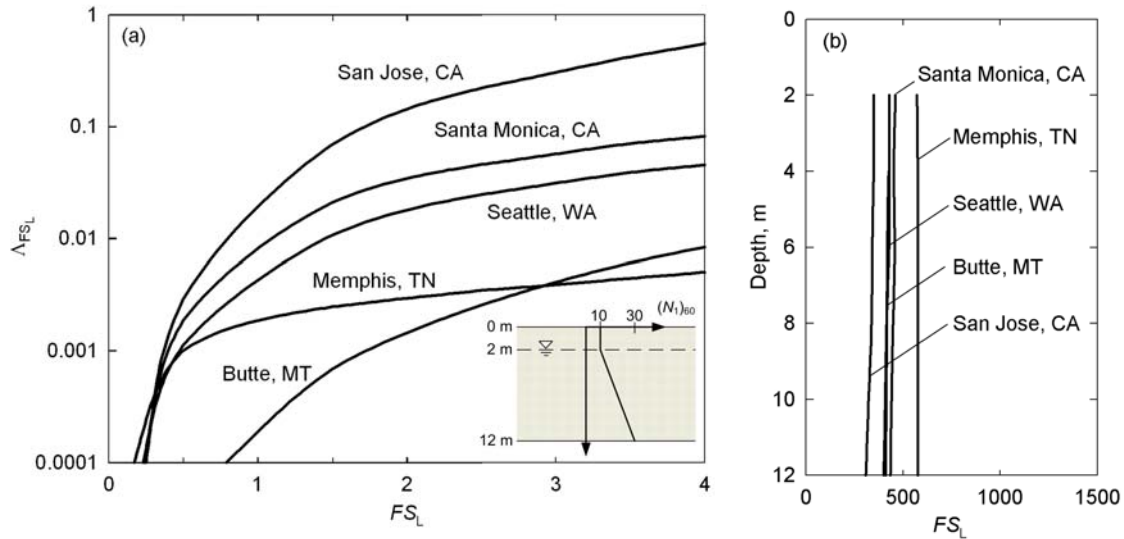 (a)
1
0.1
0.01
0.001
0.0001
Λ_FS_L
San Jose, CA
Santa Monica, CA
Seattle, WA
Memphis, TN
Butte, MT
(N₁)₆₀
0 m
10
30
2 m
12 m
0
1
2
3
4
FS_L
(b)
0
2
4
6
8
10
12
Depth, m
Santa Monica, CA
Memphis, TN
Seattle, WA
Butte, MT
San Jose, CA
0
500
1000
1500
FS_L